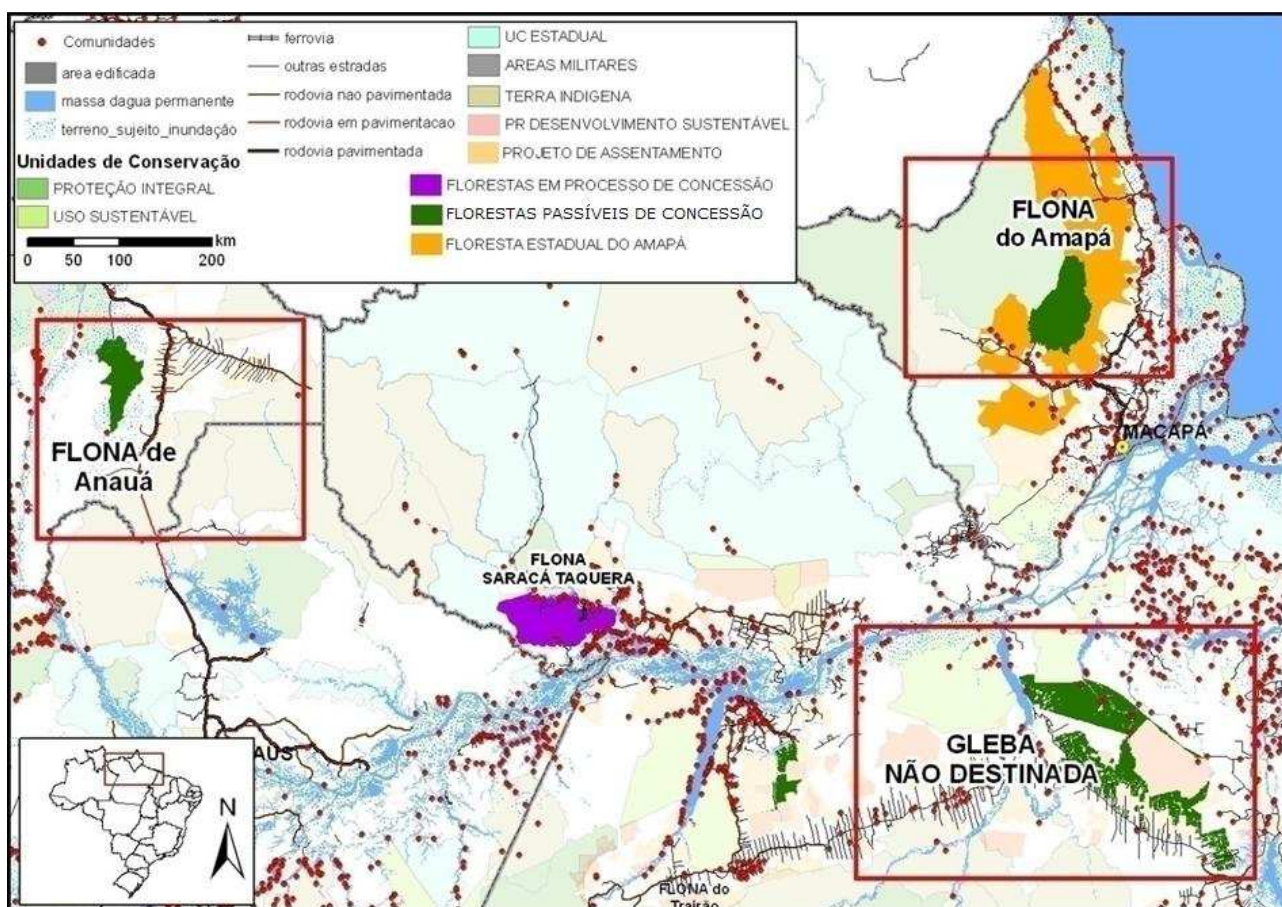 Comunidades
area edificada
massa dagua permanente
terreno_sujeito_inundação
Unidades de Conservação
PROTEÇÃO INTEGRAL
USO SUSTENTÁVEL
km
0 50 100 200
ferrovia
outras estradas
rodovia nao pavimentada
rodovia em pavimentacao
rodovia pavimentada
UC ESTADUAL
AREAS MILITARES
TERRA INDIGENA
PR DESENVOLVIMENTO SUSTENTÁVEL
PROJETO DE ASSENTAMENTO
FLORESTAS EM PROCESSO DE CONCESSÃO
FLORESTAS PASSÍVEIS DE CONCESSÃO
FLORESTA ESTADUAL DO AMAPÁ
FLONA
do Amapá
FLONA de
Anauá
MACAPÁ
FLONA
SARACÁ TAQUERA
GLEBA
NÃO DESTINADA
AUS
FLONA do
Trairão
N